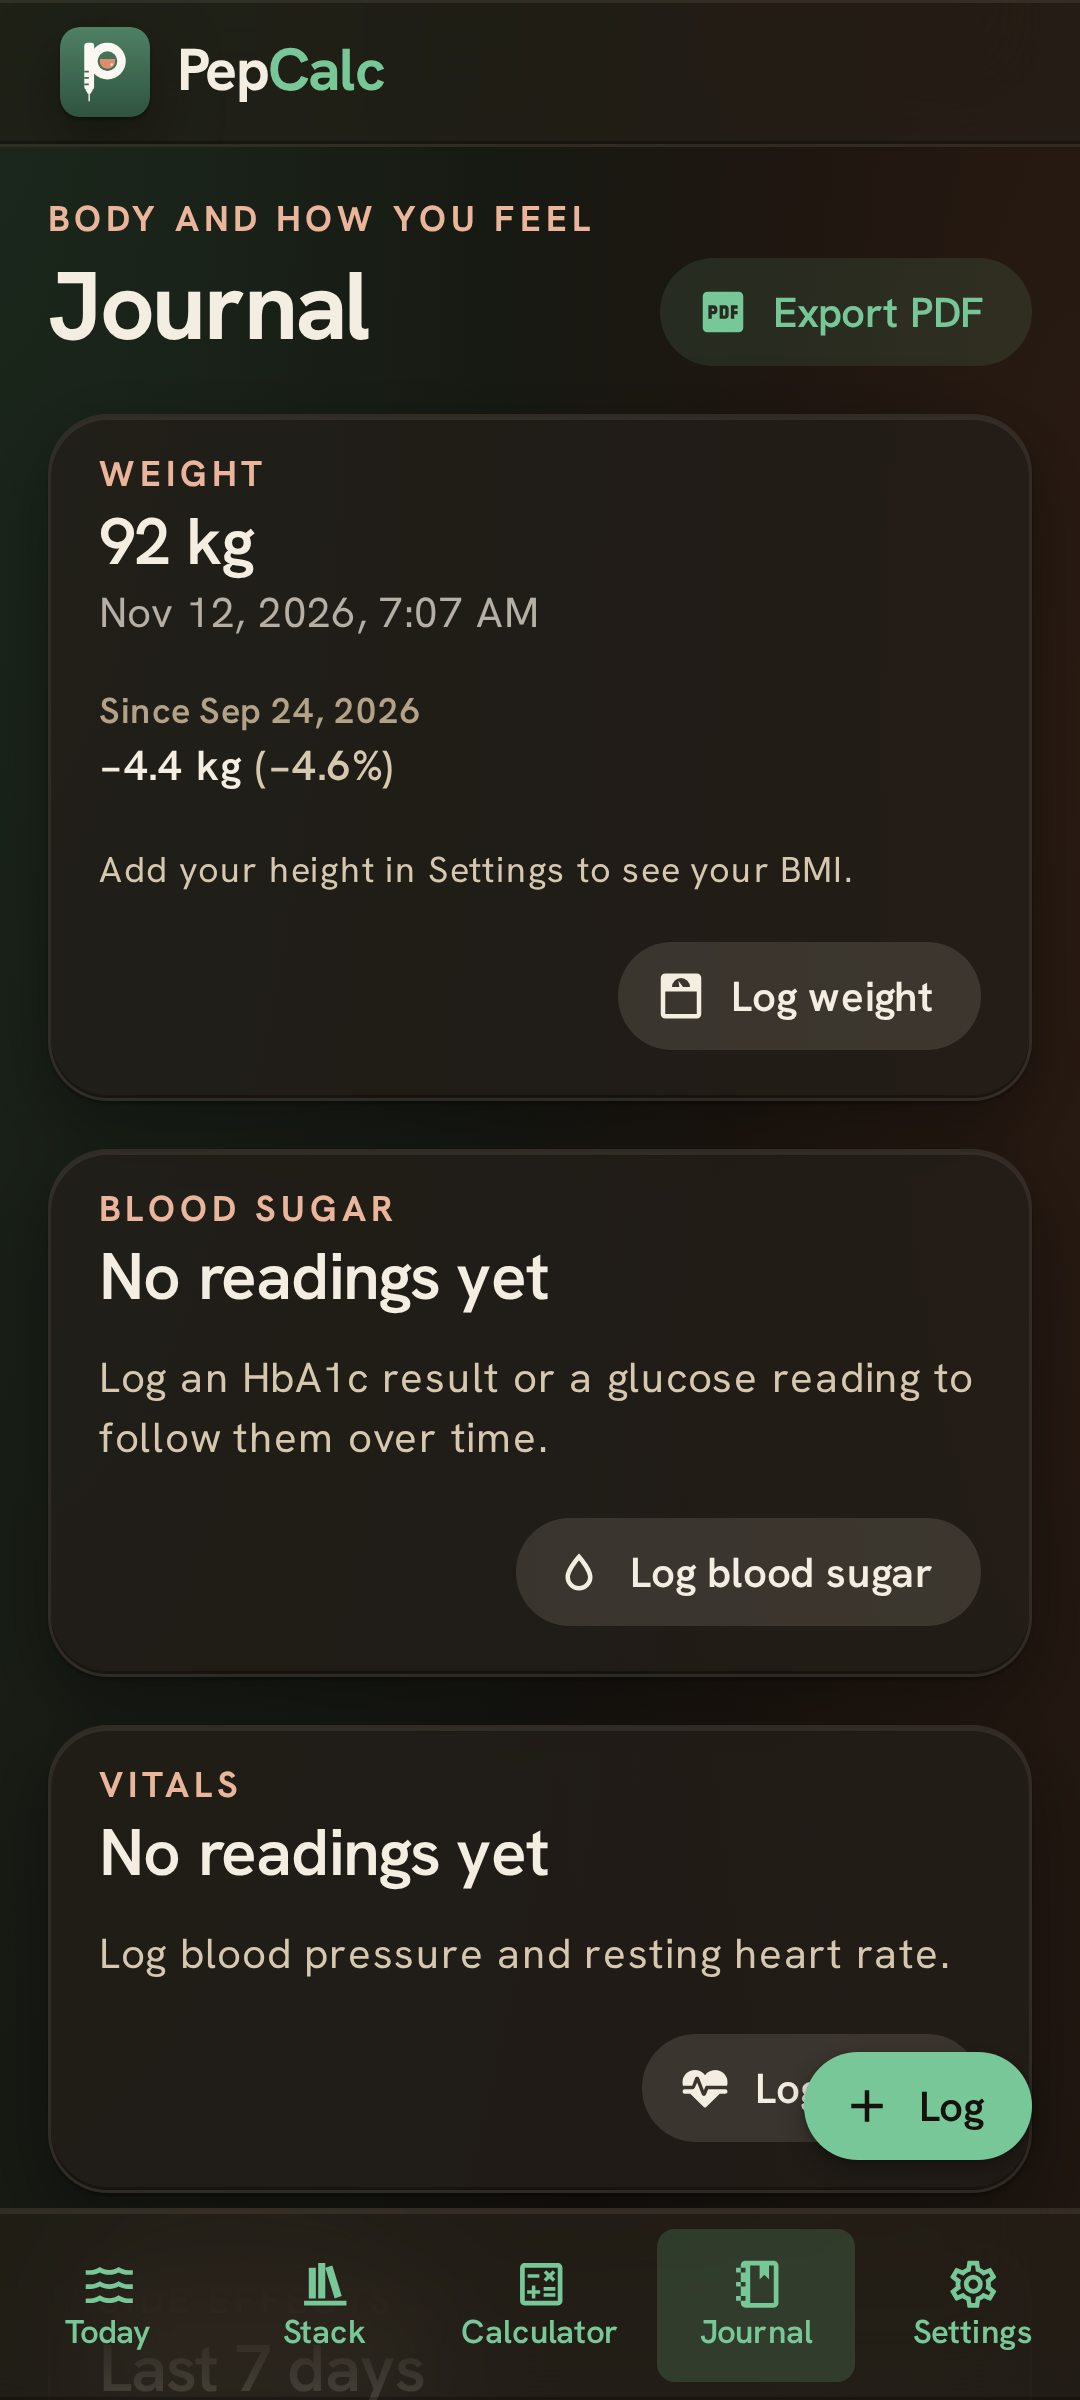 PepCalc
BODY AND HOW YOU FEEL
Journal
PDF Export PDF
WEIGHT
92 kg
Nov 12, 2026, 7:07 AM
Since Sep 24, 2026
−4.4 kg (−4.6%)
Add your height in Settings to see your BMI.
Log weight
BLOOD SUGAR
No readings yet
Log an HbA1c result or a glucose reading to
follow them over time.
Log blood sugar
VITALS
No readings yet
Log blood pressure and resting heart rate.
Log
Log
Today
Stack
Calculator
Journal
Settings
Last 7 days